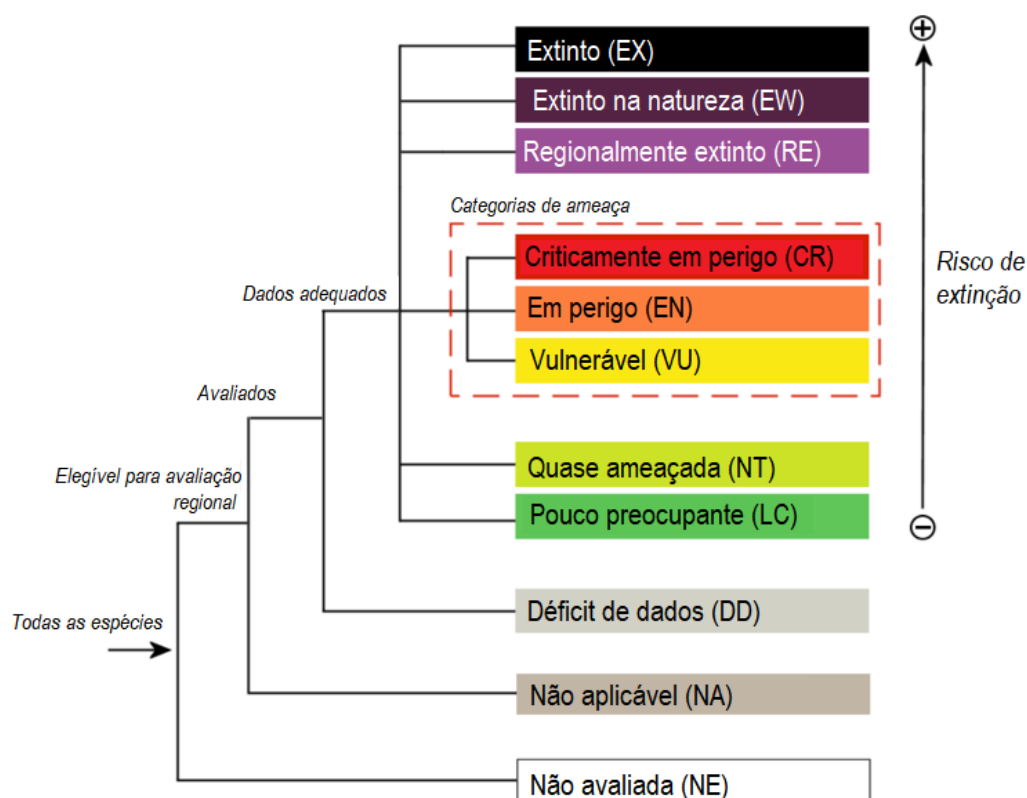 Extinto (EX)
Extinto na natureza (EW)
Regionalmente extinto (RE)
Categorias de ameaça
Criticamente em perigo (CR)
Risco de
extinção
Dados adequados
Em perigo (EN)
Vulnerável (VU)
Avaliados
Elegível para avaliação
regional
Quase ameaçada (NT)
Pouco preocupante (LC)
Todas as espécies
Déficit de dados (DD)
Não aplicável (NA)
Não avaliada (NE)